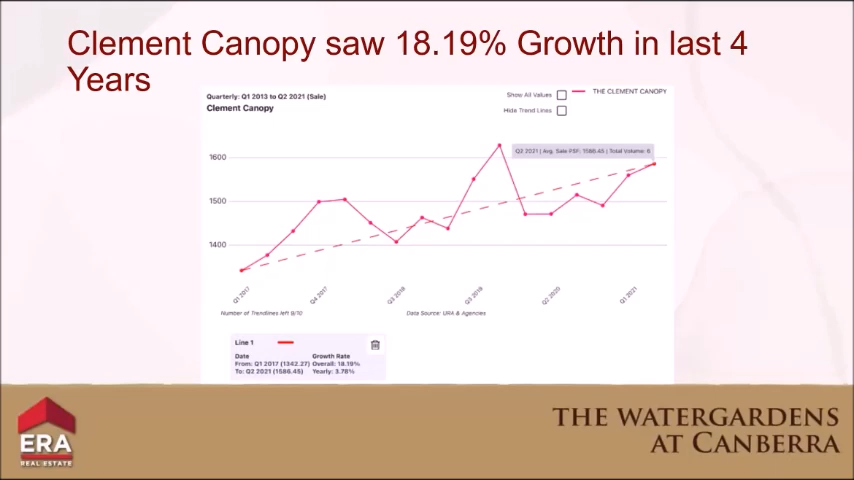 Clement Canopy saw 18.19% Growth in last 4
Years
Quarterly: Q1 2013 to Q2 2021 (Sale)
Clement Canopy
Show All Values
THE CLEMENT CANOPY
Hide Trend Lines
Q2 2021 | Avg. Sale PSF: 1586.45 | Total Volume: 6
1600
1500
1400
Q1 2017
Q4 2017
Q3 2018
Q3 2019
Q2 2020
Q1 2021
Number of Trendlines left 9/10
Data Source: URA & Agencies
Line 1
Date
Growth Rate
From: Q1 2017 (1342.27)
Overall: 18.19%
To: Q2 2021 (1586.45)
Yearly: 3.78%
ERA
REAL ESTATE
THE WATERGARDENS
AT CANBERRA